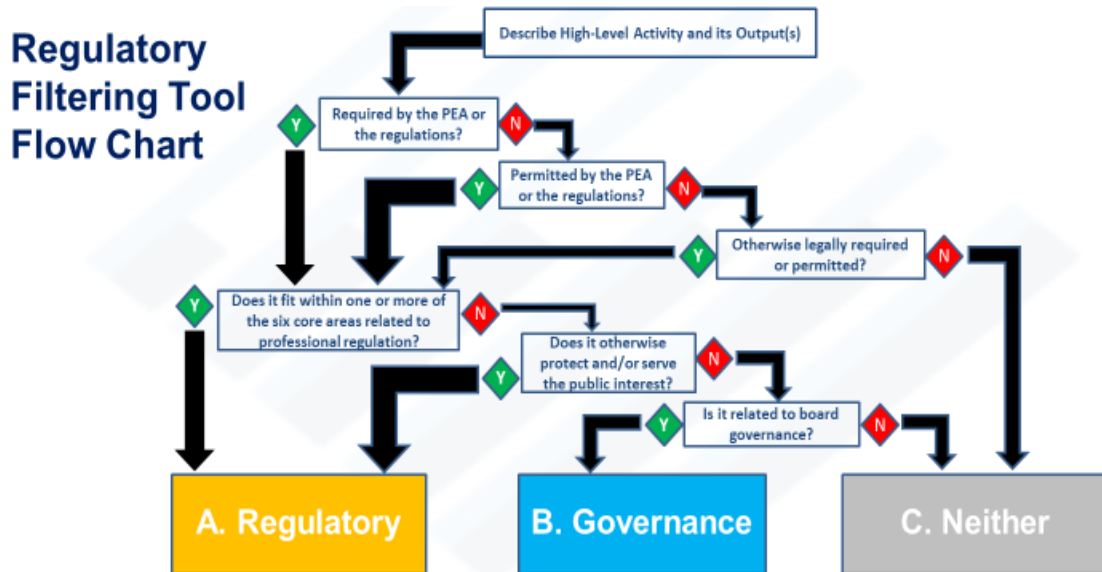 Regulatory
Filtering Tool
Flow Chart
Describe High-Level Activity and its Output(s)
Y
Required by the PEA or
the regulations?
N
Y
Permitted by the PEA
or the regulations?
N
Y
Otherwise legally required
or permitted?
N
Y
Does it fit within one or more of
the six core areas related to
professional regulation?
N
Y
Does it otherwise
protect and/or serve
the public interest?
N
Y
Is it related to board
governance?
N
A. Regulatory
B. Governance
C. Neither